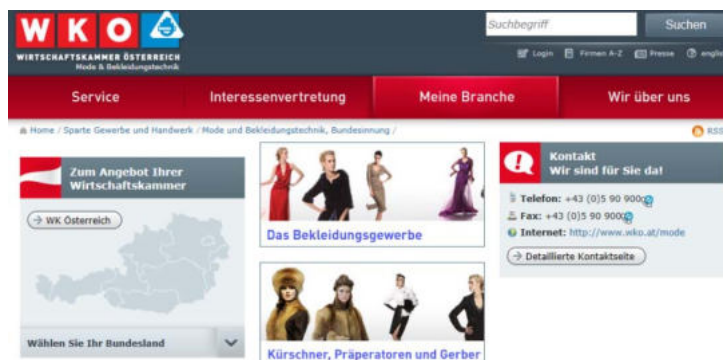 WKO
WIRTSCHAFTSKAMMER ÖSTERREICH
Mode & Bekleidungstechnik
Suchbegriff
Suchen
Login
Firmen A-Z
Presse
Service
Interessenvertretung
Meine Branche
Wir über uns
Home / Sparte Gewerbe und Handwerk / Mode und Bekleidungstechnik, Bundesinnung /
RSS
Zum Angebot Ihrer
Wirtschaftskammer
WK Österreich
Wählen Sie Ihr Bundesland
Das Bekleidungsgewerbe
Kürschner, Präperatoren und Gerber
Kontakt
Wir sind für Sie da!
Telefon: +43 (0)5 90 900
Fax: +43 (0)5 90 900
Internet: http://www.wko.at/mode
Detaillierte Kontaktseite